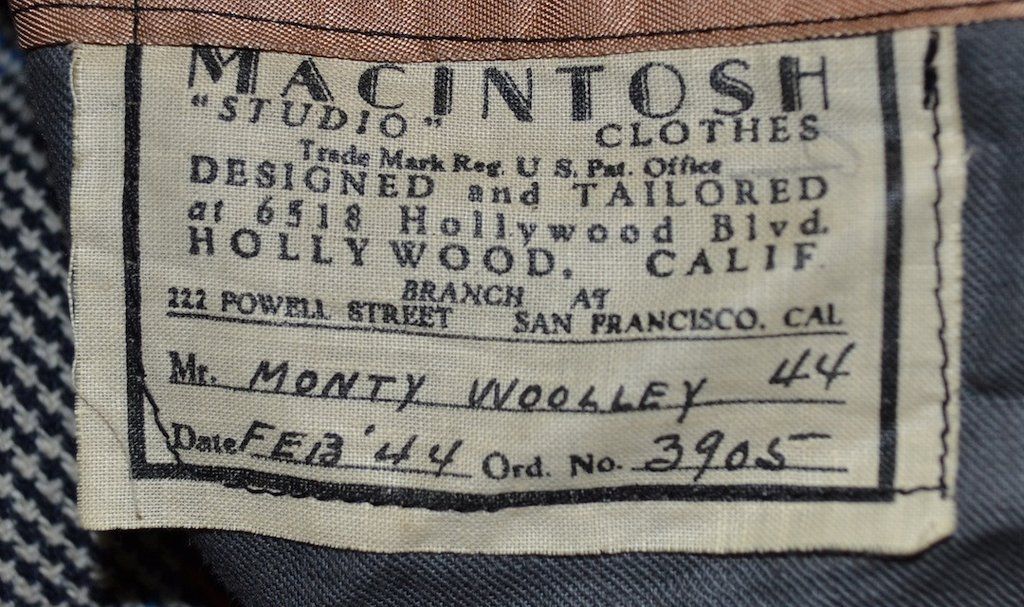 MACINTOSH
"STUDIO" CLOTHES
Trade Mark Reg. U S. Pat. Office
DESIGNED and TAILORED
at 6518 Hollywood Blvd.
HOLLYWOOD, CALIF
BRANCH AT
222 POWELL STREET SAN FRANCISCO, CAL
Mr. MONTY WOOLLEY 44
Date FEB '44 Ord. No. 3905